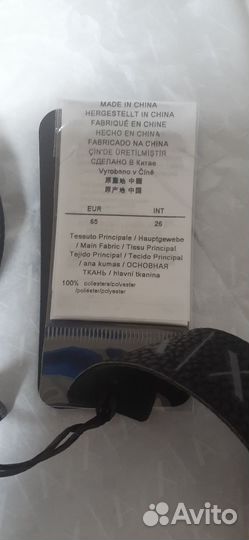 MADE IN CHINA
HERGESTELLT IN CHINA
FABRIQUÉ EN CHINE
HECHO EN CHINA
FABRICADO NA CHINA
ÇİN'DE ÜRETİLMİŞTİR
СДЕЛАНО В Китае
Vyrobeno v Číně
原產地 中國
原产地 中国
EUR INT
65 26
Tessuto Principale / Hauptgewebe
/ Main Fabric / Tissu Principal
Tejido Principal / Tecido Principal
/ ana kumas / ОСНОВНАЯ
ТКАНЬ / hlavní tkanina
100% poliestere/polyester
/poliéster/polyester
Avito